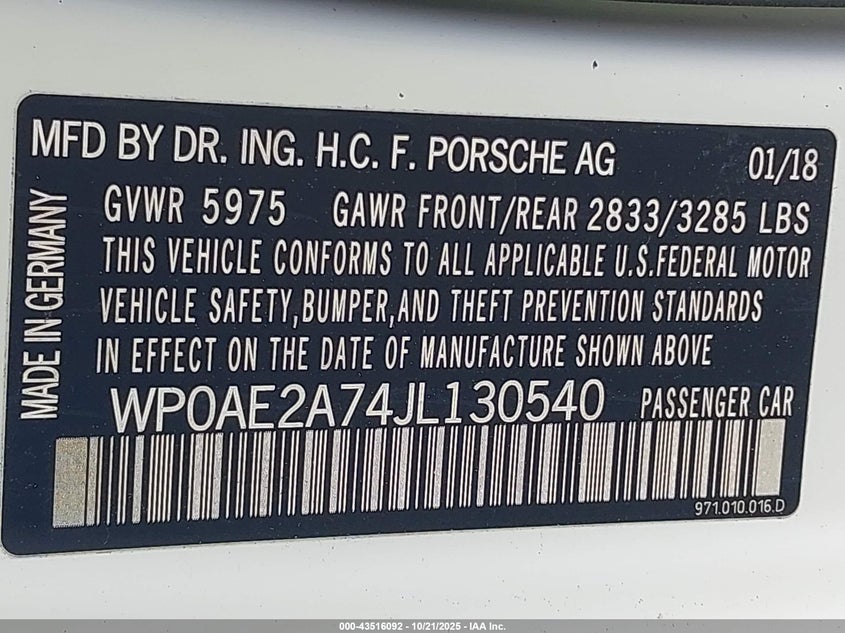 MFD BY DR. ING. H.C. F. PORSCHE AG 01/18
GVWR 5975 GAWR FRONT/REAR 2833/3285 LBS
THIS VEHICLE CONFORMS TO ALL APPLICABLE U.S.FEDERAL MOTOR
VEHICLE SAFETY,BUMPER,AND THEFT PREVENTION STANDARDS
IN EFFECT ON THE DATE OF MANUFACTURE SHOWN ABOVE
WP0AE2A74JL130540 PASSENGER CAR
971.010.016.D
MADE IN GERMANY
000-43516092 - 10/21/2025 - IAA Inc.